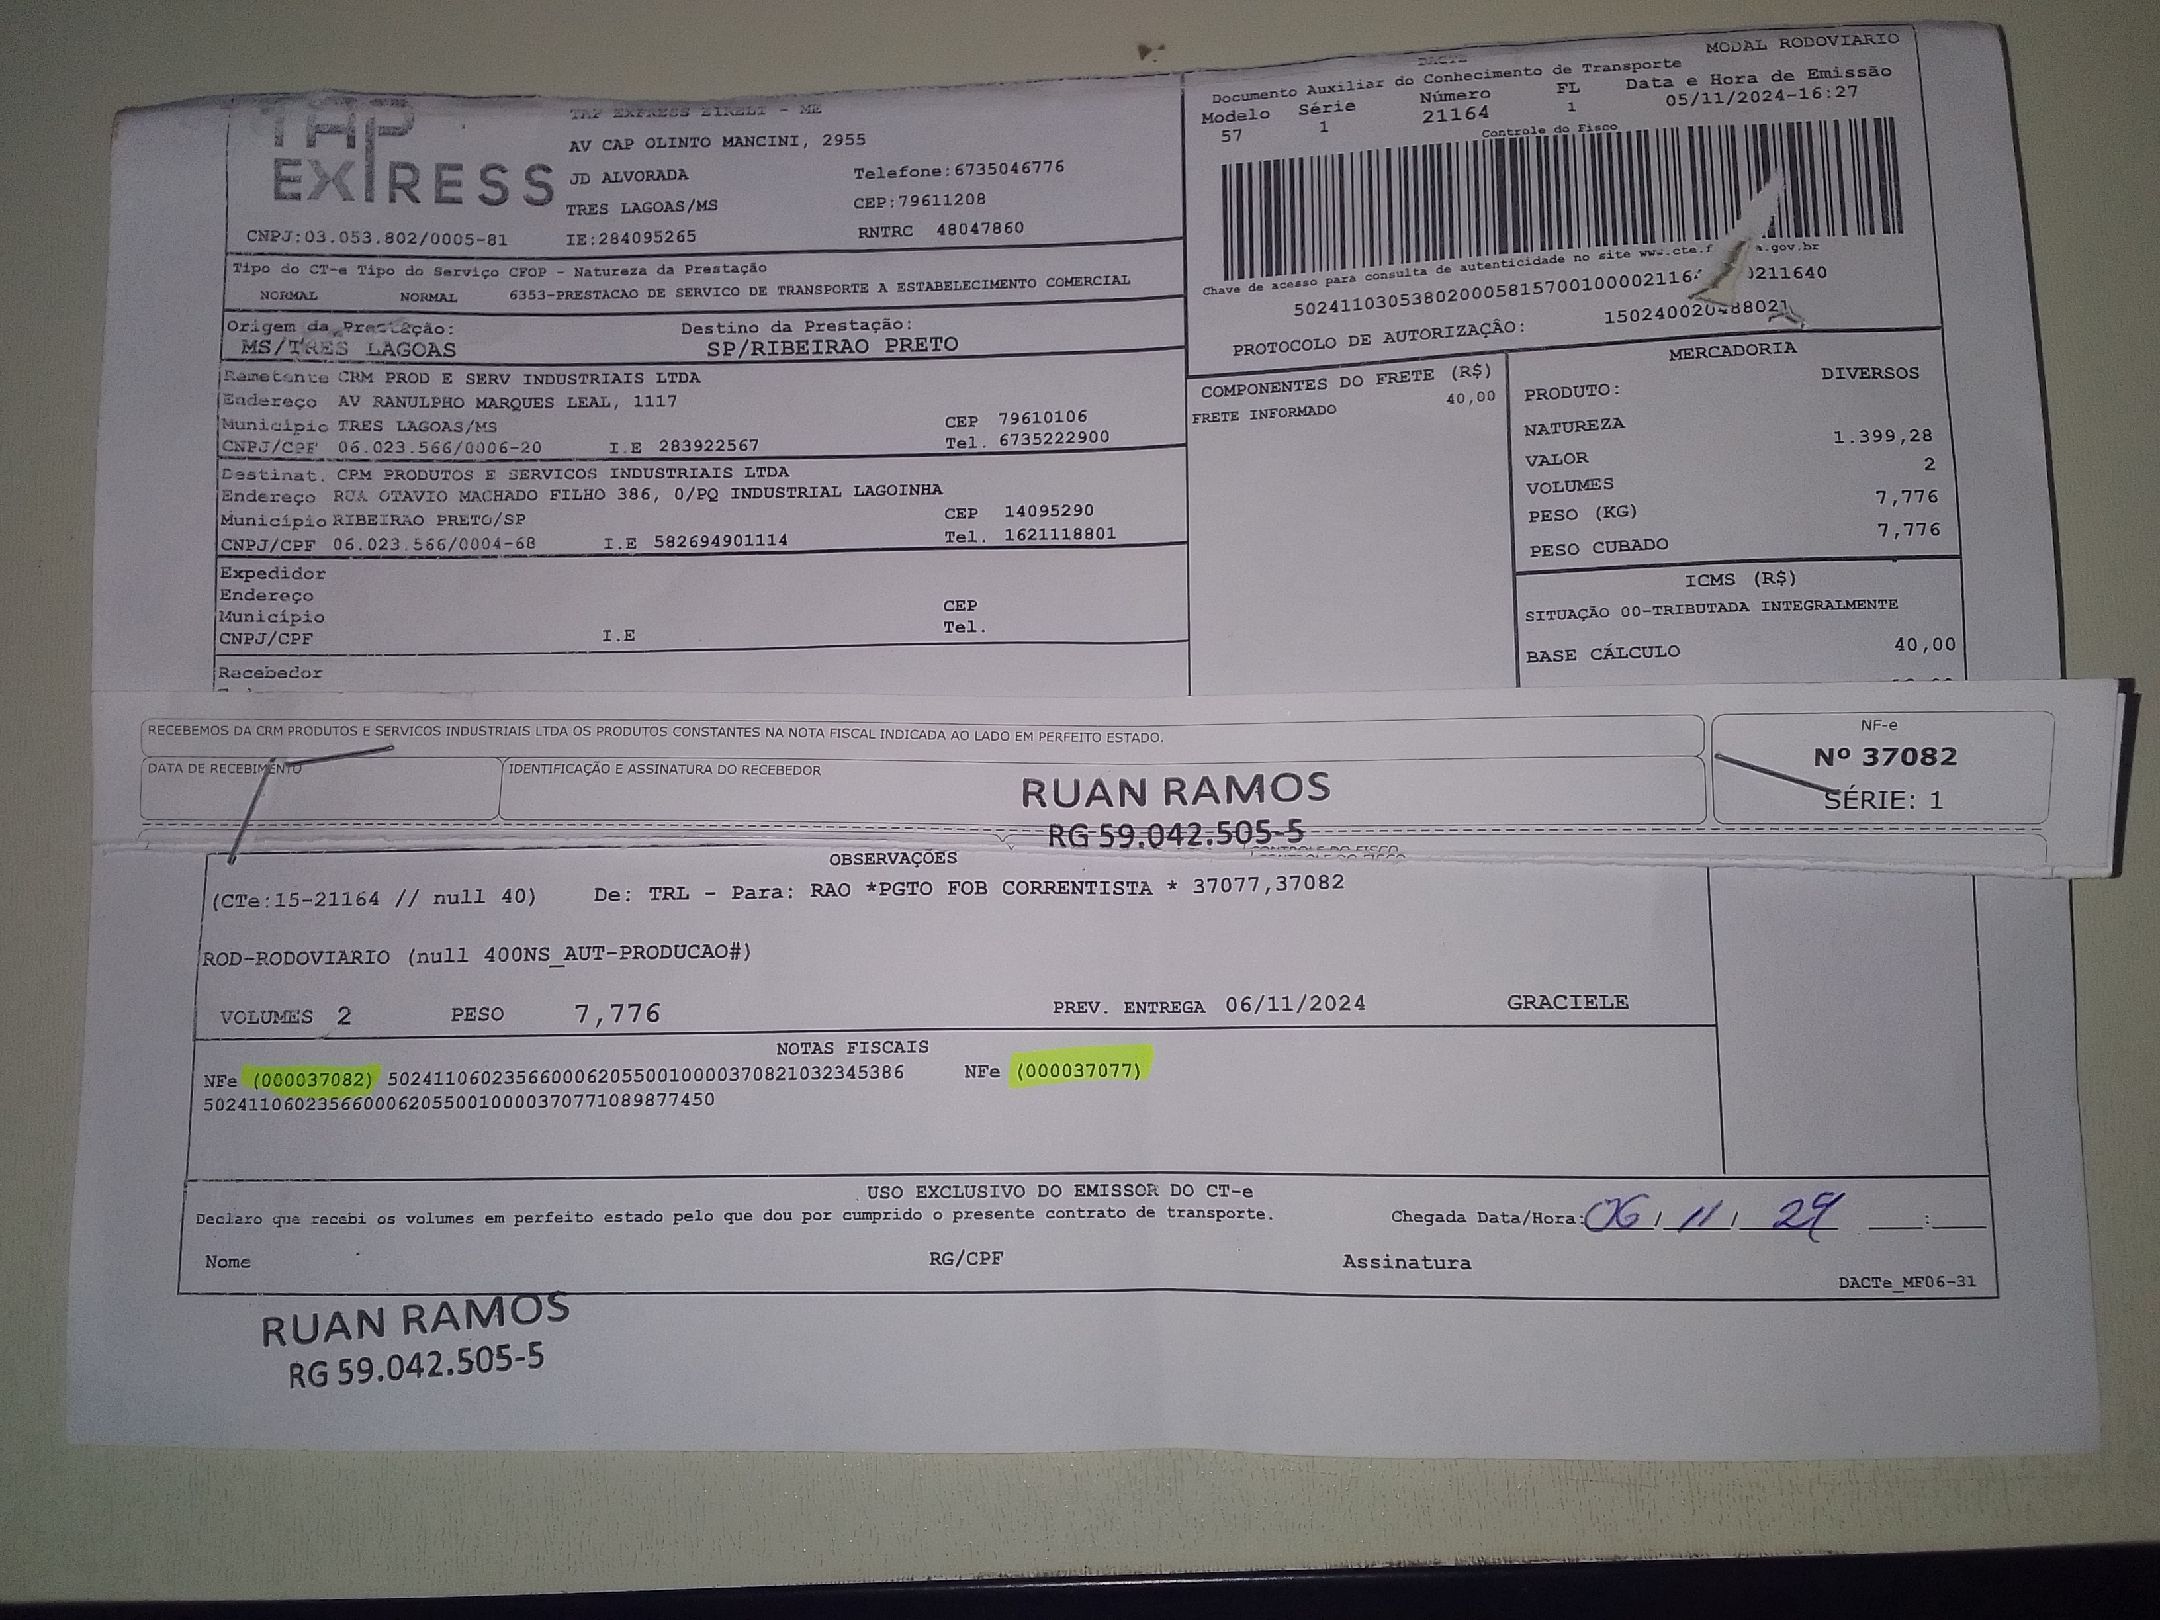 TAP
EXPRESS
TAP EXPRESS EIRELI - ME
AV CAP OLINTO MANCINI, 2955
JD ALVORADA Telefone:6735046776
TRES LAGOAS/MS CEP:79611208
CNPJ:03.053.802/0005-81 IE:284095265 RNTRC 48047860
DACTE MODAL RODOVIARIO
Documento Auxiliar do Conhecimento de Transporte
Modelo Série Número FL Data e Hora de Emissão
57 1 21164 1 05/11/2024-16:27
Controle do Fisco
Chave de acesso para consulta de autenticidade no site www.cte.f a.gov.br
5024110305380200058157001000021164 0211640
PROTOCOLO DE AUTORIZAÇÃO:
Tipo do CT-e Tipo do Serviço CFOP - Natureza da Prestação
NORMAL NORMAL 6353-PRESTACAO DE SERVICO DE TRANSPORTE A ESTABELECIMENTO COMERCIAL
Origem da Prestação: Destino da Prestação:
MS/TRES LAGOAS SP/RIBEIRAO PRETO
Remetente CRM PROD E SERV INDUSTRIAIS LTDA
Endereço AV RANULPHO MARQUES LEAL, 1117
Município TRES LAGOAS/MS CEP 79610106
CNPJ/CPF 06.023.566/0006-20 I.E 283922567 Tel. 6735222900
Destinat. CRM PRODUTOS E SERVICOS INDUSTRIAIS LTDA
Endereço RUA OTAVIO MACHADO FILHO 386, 0/PQ INDUSTRIAL LAGOINHA
Município RIBEIRAO PRETO/SP CEP 14095290
CNPJ/CPF 06.023.566/0004-68 I.E 582694901114 Tel. 1621118801
Expedidor
Endereço
Município CEP
CNPJ/CPF I.E Tel.
Recebedor
COMPONENTES DO FRETE (R$)
FRETE INFORMADO 40,00
MERCADORIA
PRODUTO: DIVERSOS
NATUREZA
VALOR 1.399,28
VOLUMES 2
PESO (KG) 7,776
PESO CUBADO 7,776
ICMS (R$)
SITUAÇÃO 00-TRIBUTADA INTEGRALMENTE
BASE CÁLCULO 40,00
RECEBEMOS DA CRM PRODUTOS E SERVICOS INDUSTRIAIS LTDA OS PRODUTOS CONSTANTES NA NOTA FISCAL INDICADA AO LADO EM PERFEITO ESTADO.
DATA DE RECEBIMENTO IDENTIFICAÇÃO E ASSINATURA DO RECEBEDOR
RUAN RAMOS
RG 59.042.505-5
NF-e
Nº 37082
SÉRIE: 1
CONTROLE DO FISCO
OBSERVAÇÕES
(CTe:15-21164 // null 40) De: TRL - Para: RAO *PGTO FOB CORRENTISTA * 37077,37082
ROD-RODOVIARIO (null 400NS_AUT-PRODUCAO#)
VOLUMES 2 PESO 7,776 PREV. ENTREGA 06/11/2024 GRACIELE
NOTAS FISCAIS
NFe (000037082) 50241106023566000620550010000370821032345386 NFe (000037077)
50241106023566000620550010000370771089877450
USO EXCLUSIVO DO EMISSOR DO CT-e
Declaro que recebi os volumes em perfeito estado pelo que dou por cumprido o presente contrato de transporte. Chegada Data/Hora: 06/11/24 __:__
Nome RG/CPF Assinatura
DACTe_MF06-31
RUAN RAMOS
RG 59.042.505-5